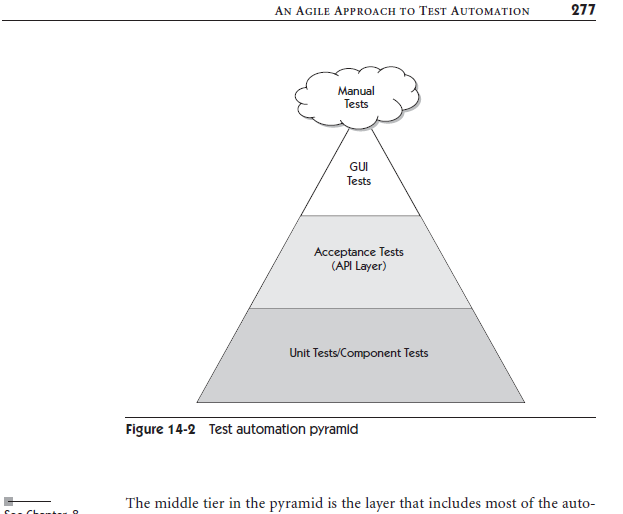 AN AGILE APPROACH TO TEST AUTOMATION 277
Manual
Tests
GUI
Tests
Acceptance Tests
(API Layer)
Unit Tests/Component Tests
Figure 14-2 Test automation pyramid
The middle tier in the pyramid is the layer that includes most of the auto-